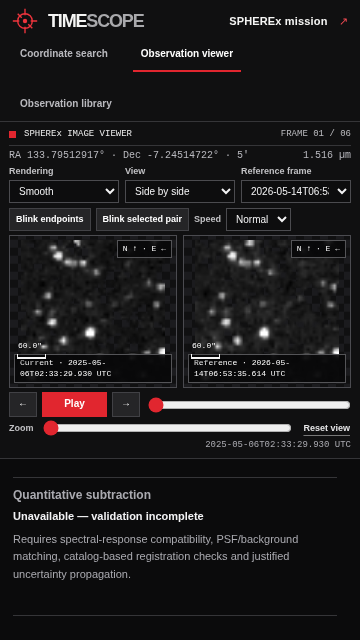 TIMESCOPE
SPHEREx mission ↗
Coordinate search
Observation viewer
Observation library
SPHEREx IMAGE VIEWER
FRAME 01 / 06
RA 133.79512917° · Dec -7.24514722° · 5'
1.516 μm
Rendering
View
Reference frame
Smooth
Side by side
2026-05-14T06:5
Blink endpoints
Blink selected pair
Speed
Normal
N ↑ · E ←
N ↑ · E ←
60.0"
60.0"
Current · 2025-05-
06T02:33:29.930 UTC
Reference · 2026-05-
14T06:53:35.614 UTC
←
Play
→
Zoom
Reset view
2025-05-06T02:33:29.930 UTC
Quantitative subtraction
Unavailable — validation incomplete
Requires spectral-response compatibility, PSF/background
matching, catalog-based registration checks and justified
uncertainty propagation.